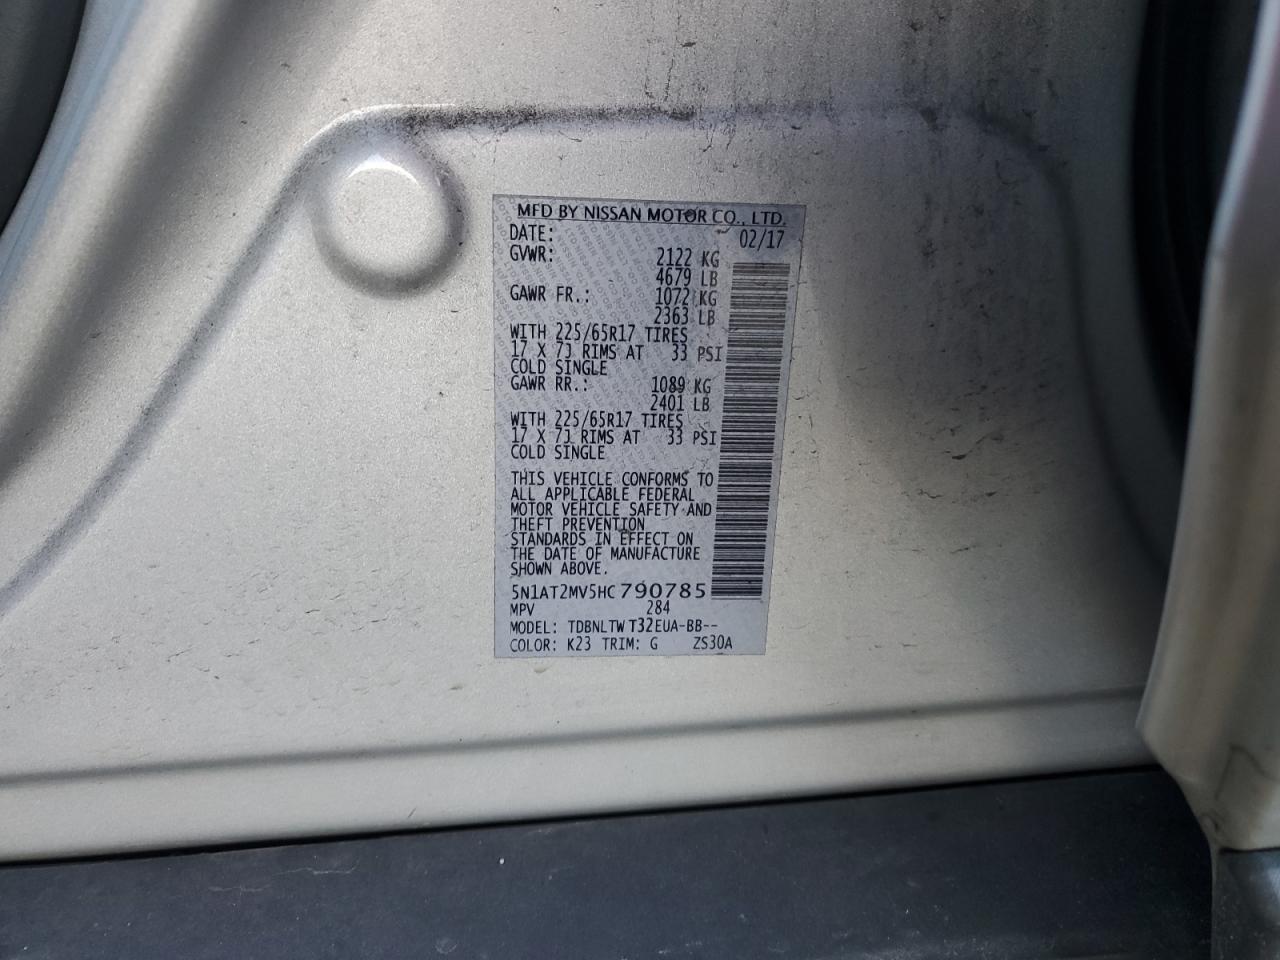 MFD BY NISSAN MOTOR CO., LTD.
DATE: 02/17
GVWR: 2122 KG
4679 LB
GAWR FR.: 1072 KG
2363 LB
WITH 225/65R17 TIRES
17 X 7J RIMS AT 33 PSI
COLD SINGLE
GAWR RR.: 1089 KG
2401 LB
WITH 225/65R17 TIRES
17 X 7J RIMS AT 33 PSI
COLD SINGLE
THIS VEHICLE CONFORMS TO
ALL APPLICABLE FEDERAL
MOTOR VEHICLE SAFETY AND
THEFT PREVENTION
STANDARDS IN EFFECT ON
THE DATE OF MANUFACTURE
SHOWN ABOVE.
5N1AT2MV5HC790785
MPV 284
MODEL: TDBNLTW T32EUA-BB--
COLOR: K23 TRIM: G ZS30A